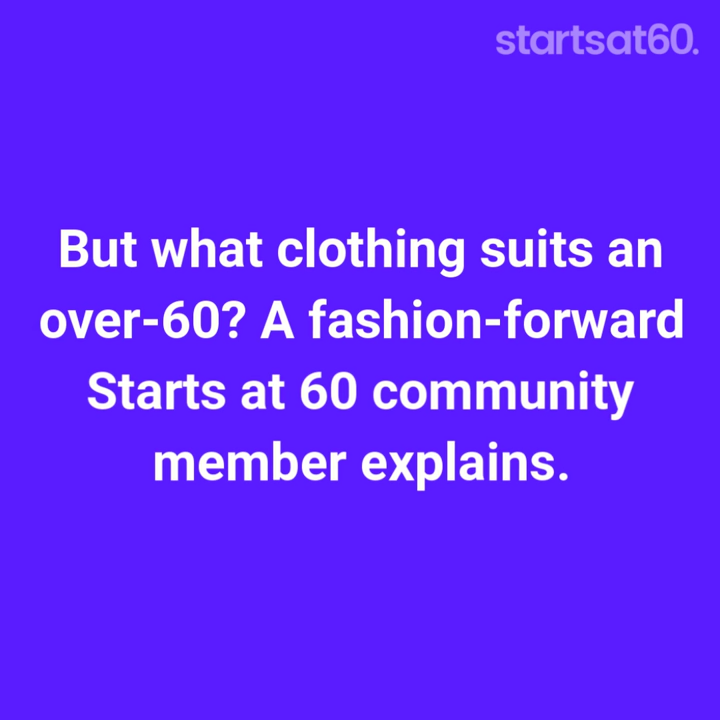 startsat60.
But what clothing suits an
over-60? A fashion-forward
Starts at 60 community
member explains.